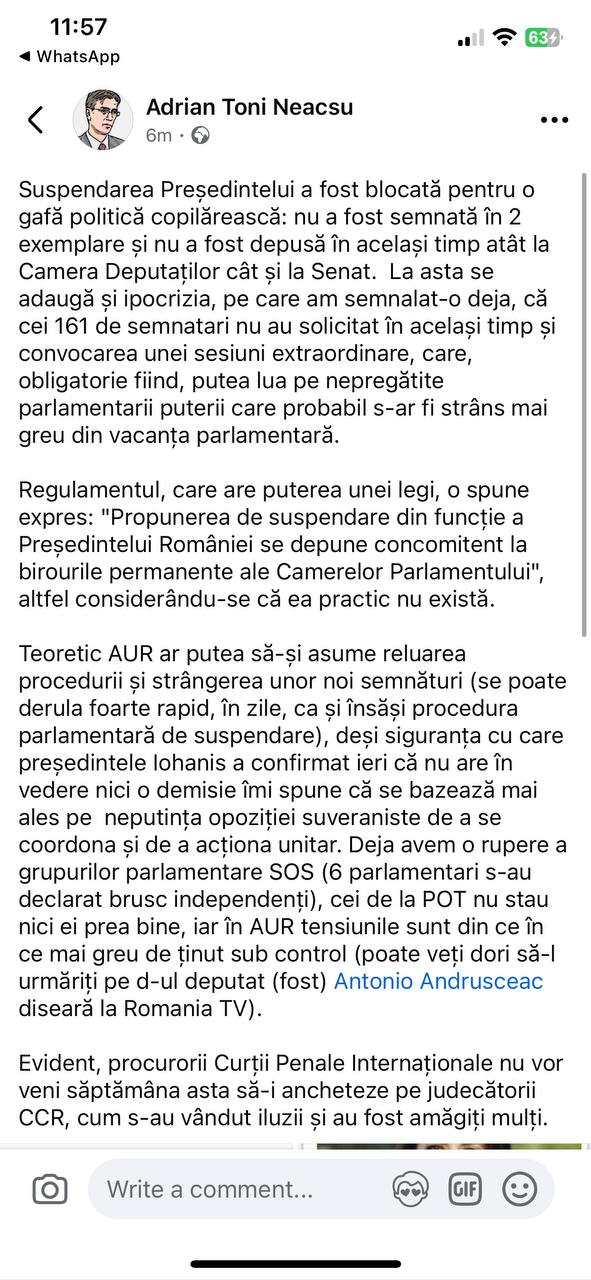 11:57
63
◀ WhatsApp
Adrian Toni Neacsu
6m ·
Suspendarea Președintelui a fost blocată pentru o
gafă politică copilărească: nu a fost semnată în 2
exemplare și nu a fost depusă în același timp atât la
Camera Deputaților cât și la Senat.  La asta se
adaugă și ipocrizia, pe care am semnalat-o deja, că
cei 161 de semnatari nu au solicitat în același timp și
convocarea unei sesiuni extraordinare, care,
obligatorie fiind, putea lua pe nepregătite
parlamentarii puterii care probabil s-ar fi strâns mai
greu din vacanța parlamentară.
Regulamentul, care are puterea unei legi, o spune
expres: "Propunerea de suspendare din funcție a
Președintelui României se depune concomitent la
birourile permanente ale Camerelor Parlamentului",
altfel considerându-se că ea practic nu există.
Teoretic AUR ar putea să-și asume reluarea
procedurii și strângerea unor noi semnături (se poate
derula foarte rapid, în zile, ca și însăși procedura
parlamentară de suspendare), deși siguranța cu care
președintele Iohanis a confirmat ieri că nu are în
vedere nici o demisie îmi spune că se bazează mai
ales pe  neputința opoziției suveraniste de a se
coordona și de a acționa unitar. Deja avem o rupere a
grupurilor parlamentare SOS (6 parlamentari s-au
declarat brusc independenți), cei de la POT nu stau
nici ei prea bine, iar în AUR tensiunile sunt din ce în
ce mai greu de ținut sub control (poate veți dori să-l
urmăriți pe d-ul deputat (fost) Antonio Andrusceac
diseară la Romania TV).
Evident, procurorii Curții Penale Internaționale nu vor
veni săptămâna asta să-i ancheteze pe judecătorii
CCR, cum s-au vândut iluzii și au fost amăgiți mulți.
Write a comment...
GIF